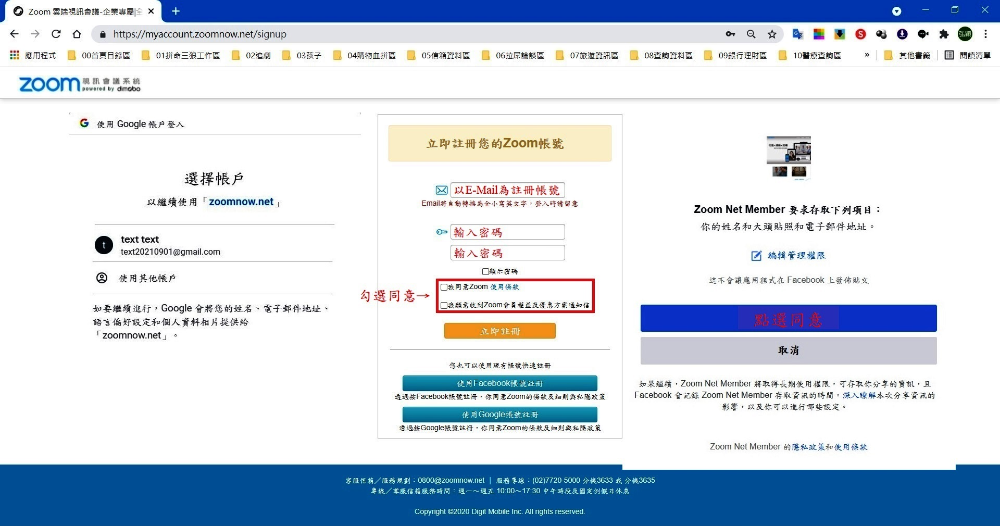 Zoom 雲端視訊會議-企業專屬|全
https://myaccount.zoomnow.net/signup
弘穎
應用程式
00首頁目錄區
01拼命三狼工作區
02追劇
03孩子
04購物血拼區
05信箱資料區
06拉屎論談區
07旅遊資訊區
08查詢資料區
09銀行理財區
10醫療查詢區
»
其他書籤
閱讀清單
zoom 視訊會議系統
powered by dimobo
使用 Google 帳戶登入
選擇帳戶
以繼續使用「zoomnow.net」
t
text text
text20210901@gmail.com
使用其他帳戶
如要繼續進行，Google 會將您的姓名、電子郵件地址、
語言偏好設定和個人資料相片提供給
「zoomnow.net」。
立即註冊您的Zoom帳號
以E-Mail為註冊帳號
Email將自動轉換為全小寫英文字，登入時請留意
輸入密碼
輸入密碼
顯示密碼
勾選同意→
我同意Zoom 使用條款
我願意收到Zoom會員權益及優惠方案通知信
立即註冊
您也可以使用現有帳號快速註冊
使用Facebook帳號註冊
透過按Facebook帳號註冊，你同意Zoom的條款及細則與私隱政策
使用Google帳號註冊
透過按Google帳號註冊，你同意Zoom的條款及細則與私隱政策
Zoom Net Member 要求存取下列項目：
你的姓名和大頭貼照和電子郵件地址。
編輯管理權限
這不會讓應用程式在 Facebook 上發佈貼文
點選同意
取消
如果繼續，Zoom Net Member 將取得長期使用權限，可存取你分享的資訊，且
Facebook 會記錄 Zoom Net Member 存取資訊的時間。深入瞭解本次分享資訊的
影響，以及你可以進行哪些設定。
Zoom Net Member 的隱私政策和使用條款
客服信箱／服務規劃：0800@zoomnow.net ｜ 服務專線：(02)7720-5000 分機3633 或 分機3635
專線／客服信箱服務時間：週一～週五 10:00～17:30 中午時段及國定例假日休息
Copyright ©2020 Digit Mobile Inc. All rights reserved.